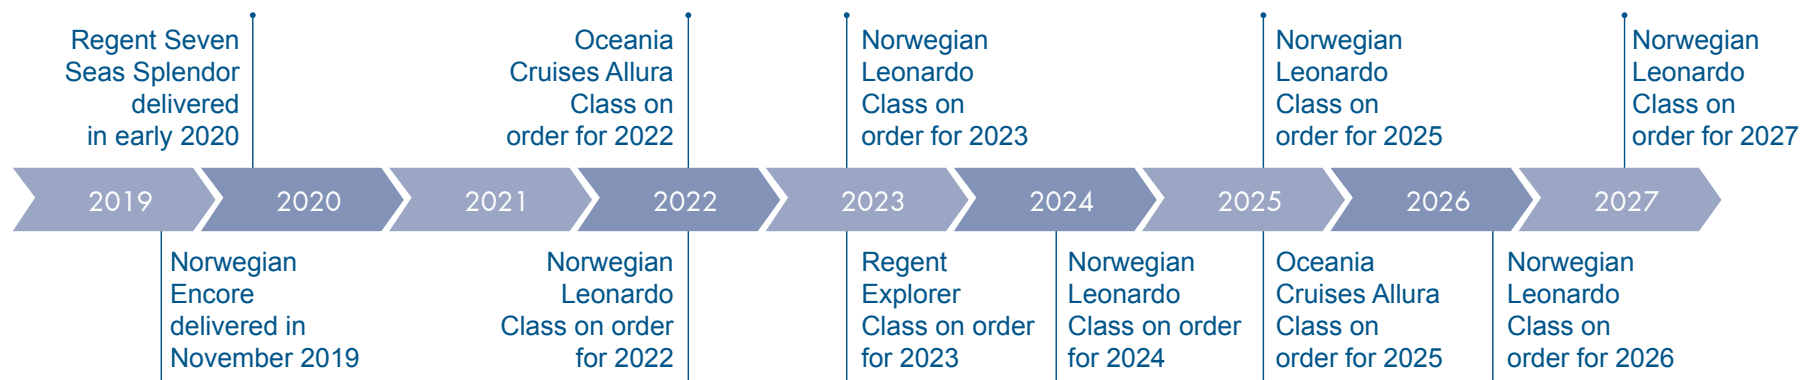 Regent Seven
Seas Splendor
delivered
in early 2020
Oceania
Cruises Allura
Class on
order for 2022
Norwegian
Leonardo
Class on
order for 2023
Norwegian
Leonardo
Class on
order for 2025
Norwegian
Leonardo
Class on
order for 2027
2019
2020
2021
2022
2023
2024
2025
2026
2027
Norwegian
Encore
delivered in
November 2019
Norwegian
Leonardo
Class on order
for 2022
Regent
Explorer
Class on order
for 2023
Norwegian
Leonardo
Class on order
for 2024
Oceania
Cruises Allura
Class on
order for 2025
Norwegian
Leonardo
Class on
order for 2026